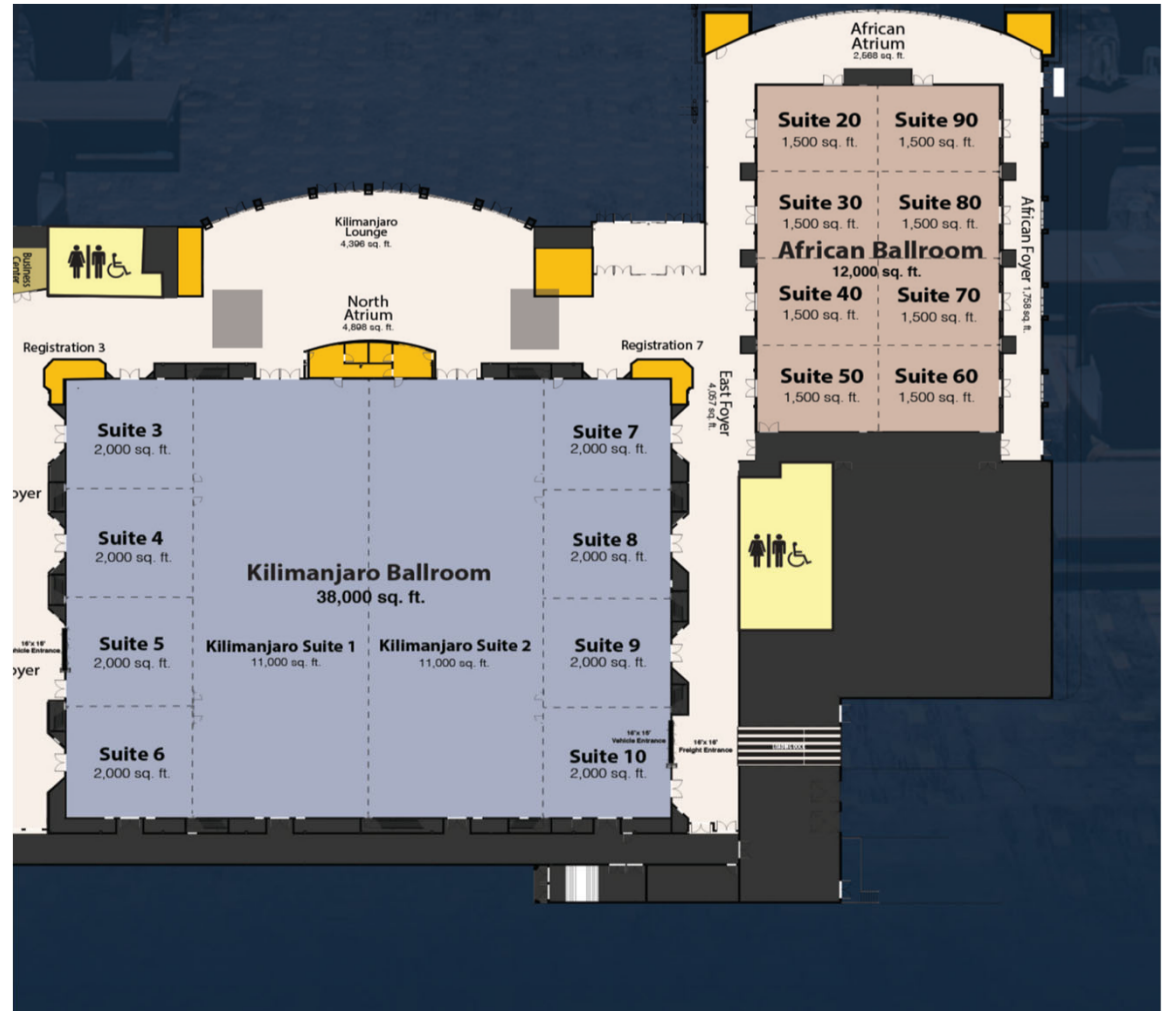 African
Atrium
2,568 sq. ft.
Suite 20
1,500 sq. ft.
Suite 90
1,500 sq. ft.
Suite 30
1,500 sq. ft.
Suite 80
1,500 sq. ft.
African Ballroom
12,000 sq. ft.
Suite 40
1,500 sq. ft.
Suite 70
1,500 sq. ft.
Suite 50
1,500 sq. ft.
Suite 60
1,500 sq. ft.
African Foyer 1,758 sq. ft.
Kilimanjaro
Lounge
4,396 sq. ft.
Business
Center
North
Atrium
4,898 sq. ft.
Registration 3
Registration 7
East Foyer
4,057 sq. ft.
Suite 3
2,000 sq. ft.
Suite 7
2,000 sq. ft.
oyer
Suite 4
2,000 sq. ft.
Suite 8
2,000 sq. ft.
Kilimanjaro Ballroom
38,000 sq. ft.
16'x 16'
ehicle Entrance
oyer
Suite 5
2,000 sq. ft.
Kilimanjaro Suite 1
11,000 sq. ft.
Kilimanjaro Suite 2
11,000 sq. ft.
Suite 9
2,000 sq. ft.
Suite 6
2,000 sq. ft.
16'x 16'
Vehicle Entrance
Suite 10
2,000 sq. ft.
16'x 16'
Freight Entrance
LOADING DOCK